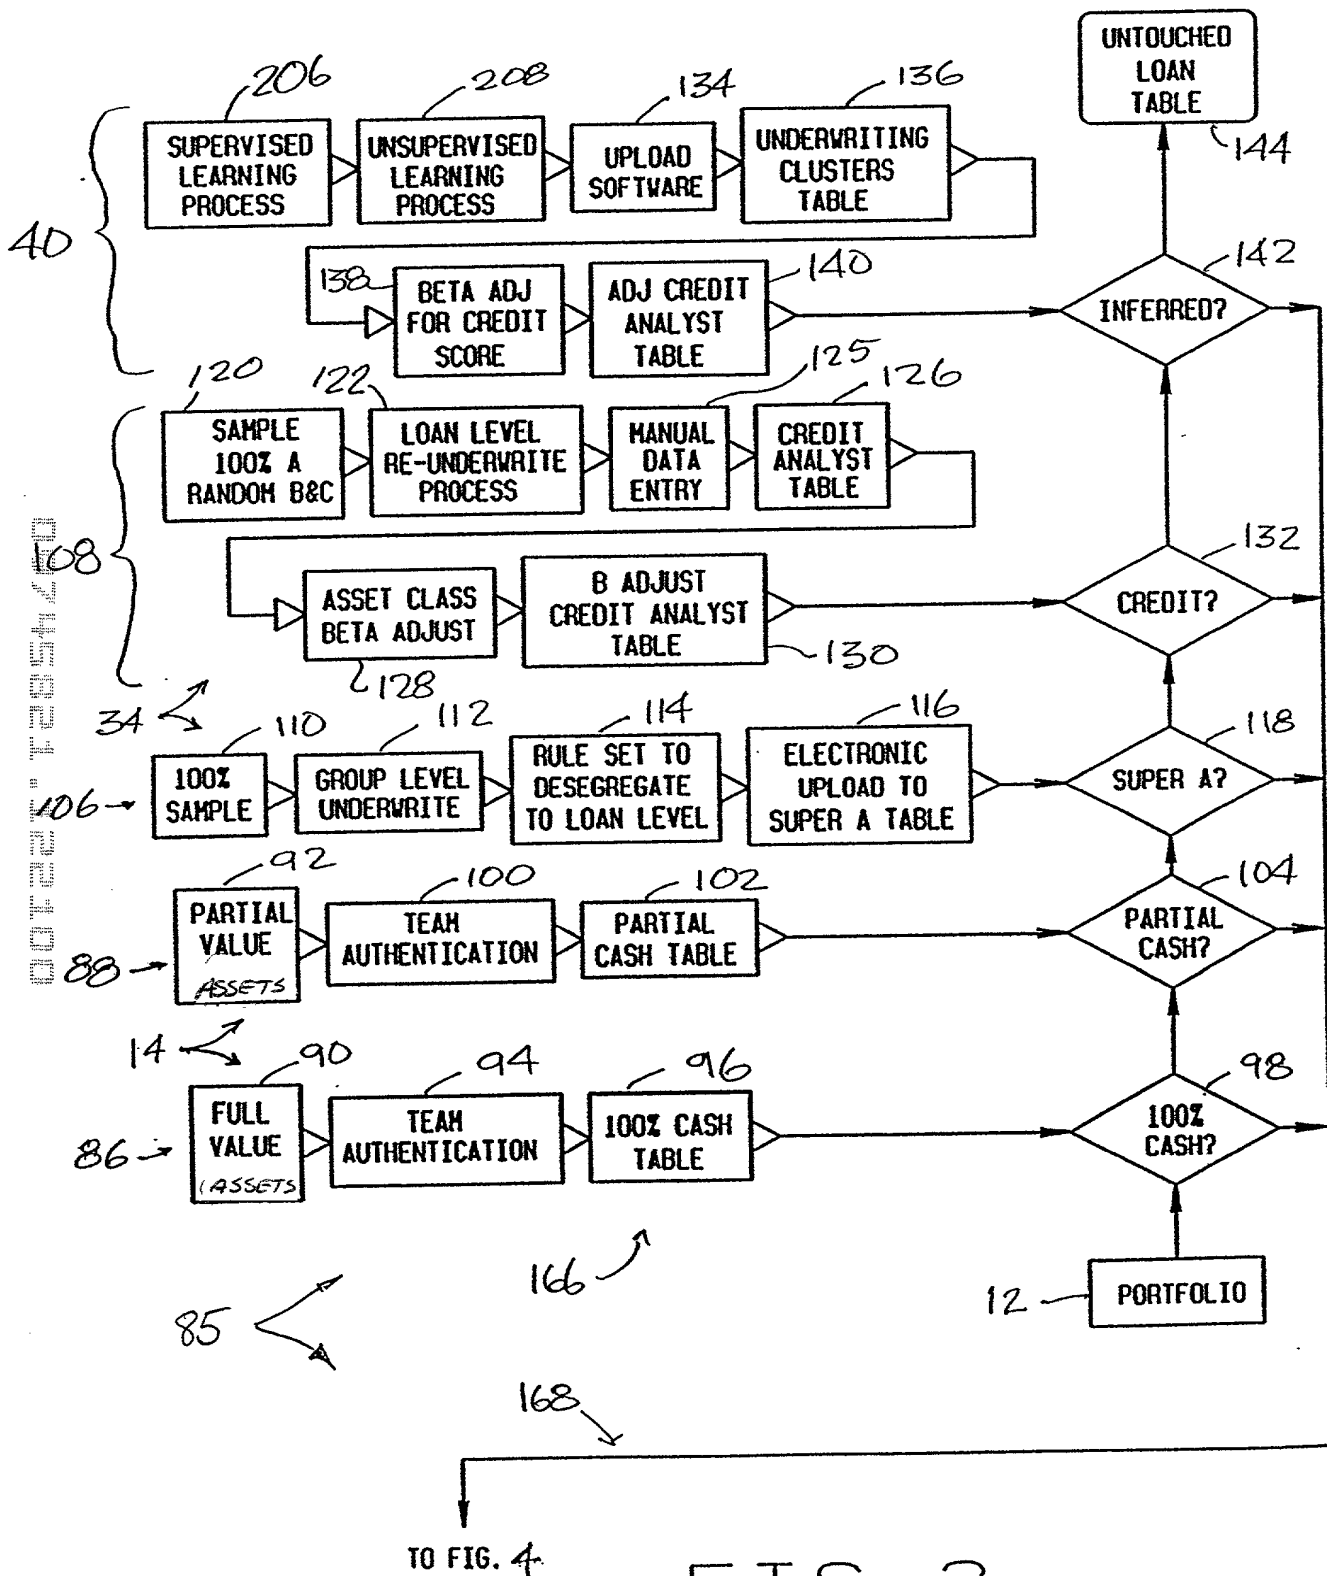 UNTOUCHED
LOAN
TABLE
144
206
208
134
136
SUPERVISED
LEARNING
PROCESS
UNSUPERVISED
LEARNING
PROCESS
UPLOAD
SOFTWARE
UNDERWRITING
CLUSTERS
TABLE
40
138
BETA ADJ
FOR CREDIT
SCORE
140
ADJ CREDIT
ANALYST
TABLE
142
INFERRED?
120
122
125
126
SAMPLE
100% A
RANDOM B&C
LOAN LEVEL
RE-UNDERWRITE
PROCESS
MANUAL
DATA
ENTRY
CREDIT
ANALYST
TABLE
108
ASSET CLASS
BETA ADJUST
128
B ADJUST
CREDIT ANALYST
TABLE
130
132
CREDIT?
34
110
112
114
116
118
106
100%
SAMPLE
GROUP LEVEL
UNDERWRITE
RULE SET TO
DESEGREGATE
TO LOAN LEVEL
ELECTRONIC
UPLOAD TO
SUPER A TABLE
SUPER A?
92
100
102
104
88
PARTIAL
VALUE
ASSETS
TEAM
AUTHENTICATION
PARTIAL
CASH TABLE
PARTIAL
CASH?
14
90
94
96
98
86
FULL
VALUE
ASSETS
TEAM
AUTHENTICATION
100% CASH
TABLE
100%
CASH?
166
12
PORTFOLIO
85
168
TO FIG. 4